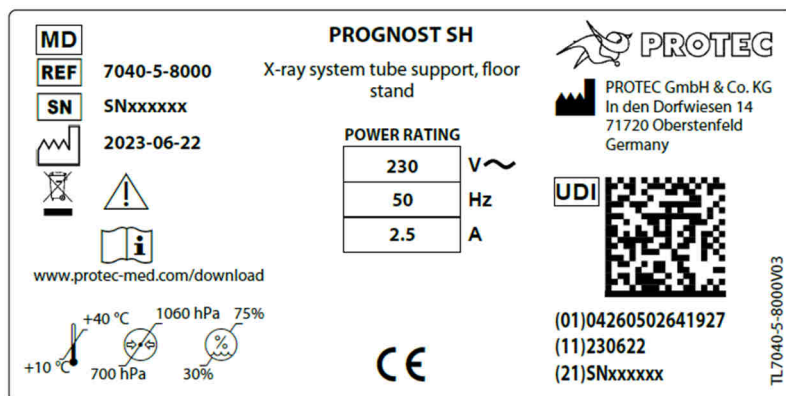 MD
REF 7040-5-8000
SN SNxxxxxx
2023-06-22
www.protec-med.com/download
+40 °C
+10 °C
1060 hPa
700 hPa
75%
%
30%
PROGNOST SH
X-ray system tube support, floor
stand
POWER RATING
230 V
50 Hz
2.5 A
CE
PROTEC
PROTEC GmbH & Co. KG
In den Dorfwiesen 14
71720 Oberstenfeld
Germany
UDI
(01)04260502641927
(11)230622
(21)SNxxxxxx
TL7040-5-8000V03